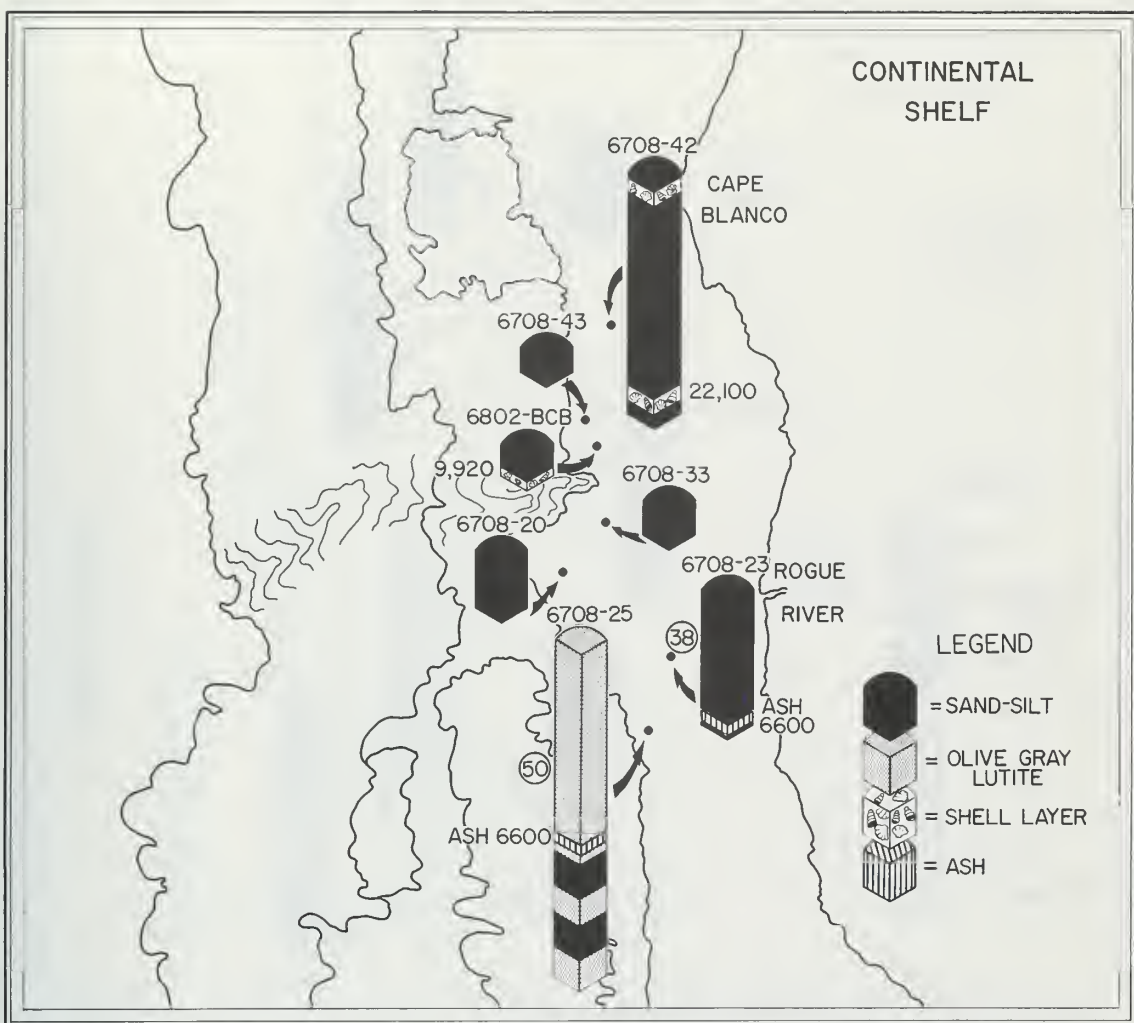 CONTINENTAL
SHELF
6708-42
CAPE
BLANCO
6708-43
22,100
6802-BCB
9,920
6708-33
6708-20
6708-23
ROGUE
RIVER
6708-25
38
LEGEND
ASH
6600
= SAND-SILT
50
= OLIVE GRAY
LUTITE
ASH 6600
= SHELL LAYER
= ASH